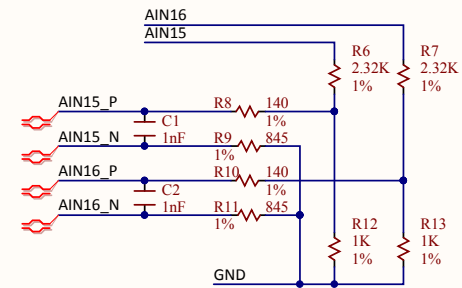 AIN16
AIN15
R6 R7
2.32K 2.32K
1% 1%
AIN15_P R8 140
C1 1%
AIN15_N 1nF R9 845
1%
AIN16_P R10 140
C2 1%
AIN16_N 1nF R11 845
1%
R12 R13
1K 1K
1% 1%
GND